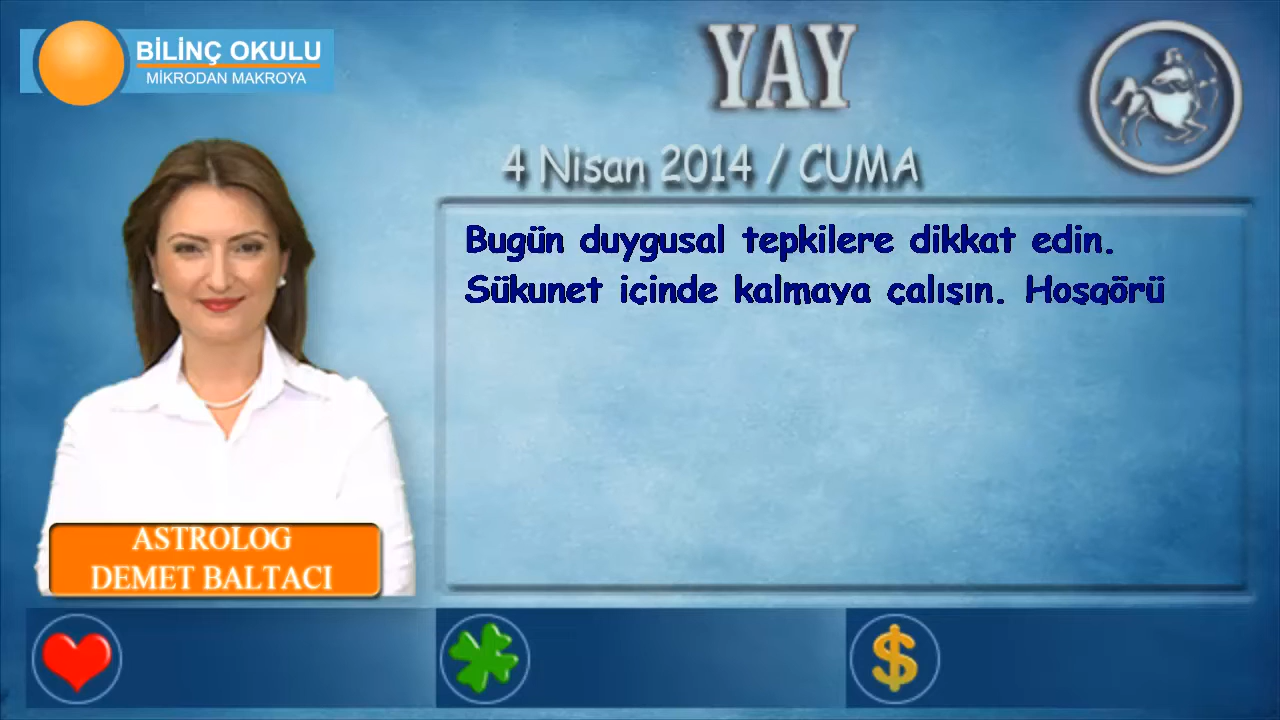 BİLİNÇ OKULU
MİKRODAN MAKROYA
YAY
4 Nisan 2014 / CUMA
Bugün duygusal tepkilere dikkat edin.
Sükunet içinde kalmaya çalışın. Hoşgörü
ASTROLOG
DEMET BALTACI